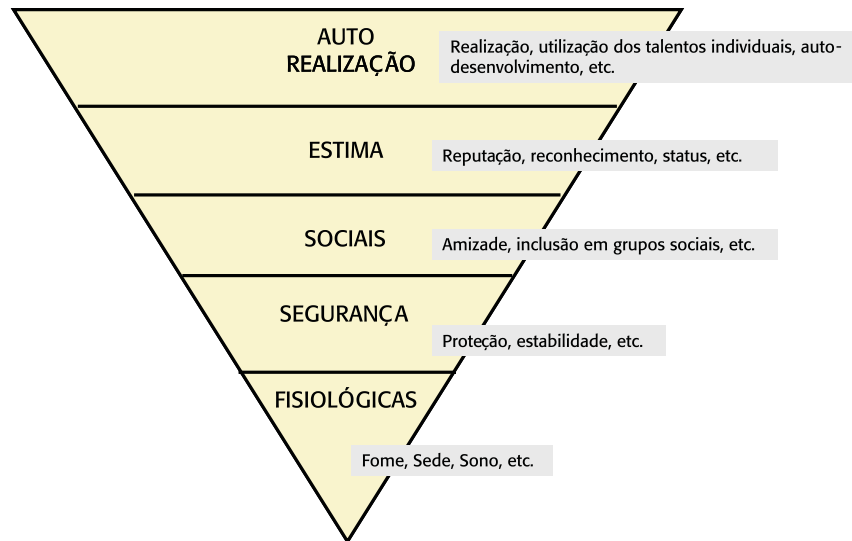 AUTO
REALIZAÇÃO
Realização, utilização dos talentos individuais, auto-
desenvolvimento, etc.
ESTIMA
Reputação, reconhecimento, status, etc.
SOCIAIS
Amizade, inclusão em grupos sociais, etc.
SEGURANÇA
Proteção, estabilidade, etc.
FISIOLÓGICAS
Fome, Sede, Sono, etc.